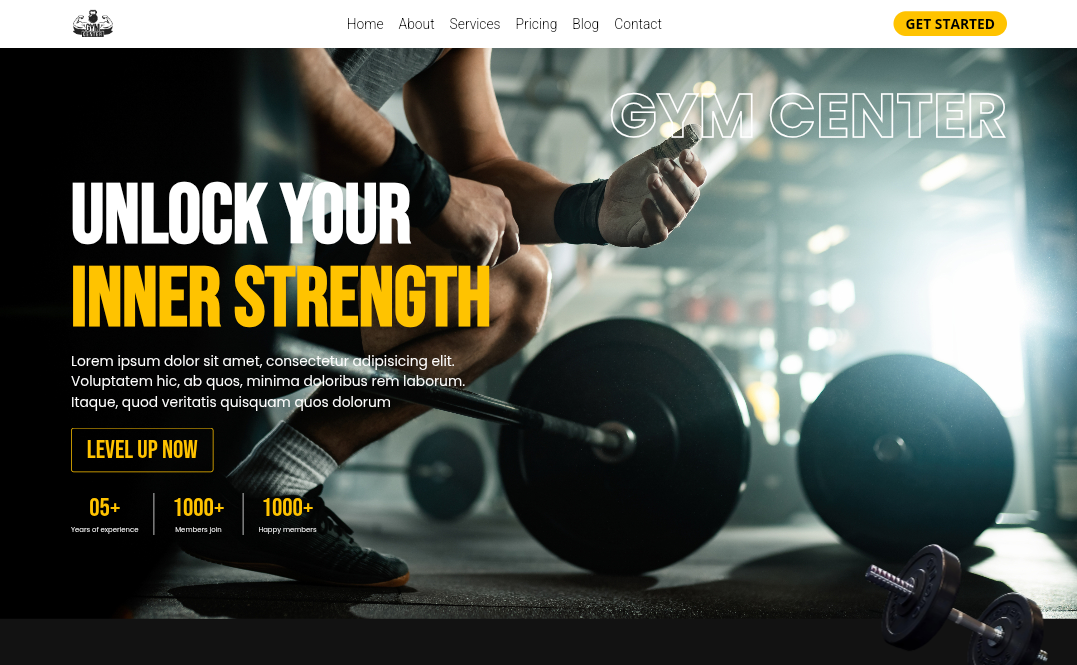 GYM
CENTER
Home About Services Pricing Blog Contact
GET STARTED
GYM CENTER
UNLOCK YOUR
INNER STRENGTH
Lorem ipsum dolor sit amet, consectetur adipisicing elit.
Voluptatem hic, ab quos, minima doloribus rem laborum.
Itaque, quod veritatis quisquam quos dolorum
LEVEL UP NOW
05+ 1000+ 1000+
Years of experience Members join Happy members